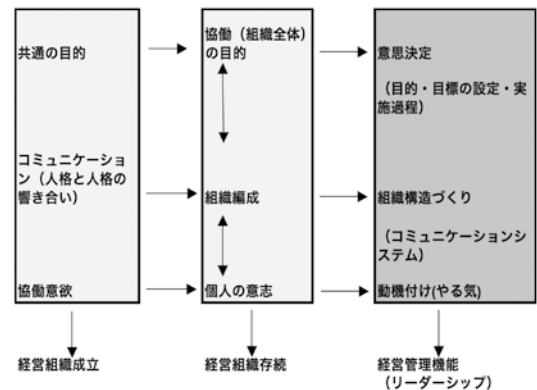 共通の目的
コミュニケーショ
ン（人格と人格の
響き合い）
協働意欲
経営組織成立
協働（組織全体）
の目的
組織編成
個人の意志
経営組織存続
意思決定
（目的・目標の設定・実
施過程）
組織構造づくり
（コミュニケーションシ
ステム）
動機付け(やる気)
経営管理機能
（リーダーシップ）